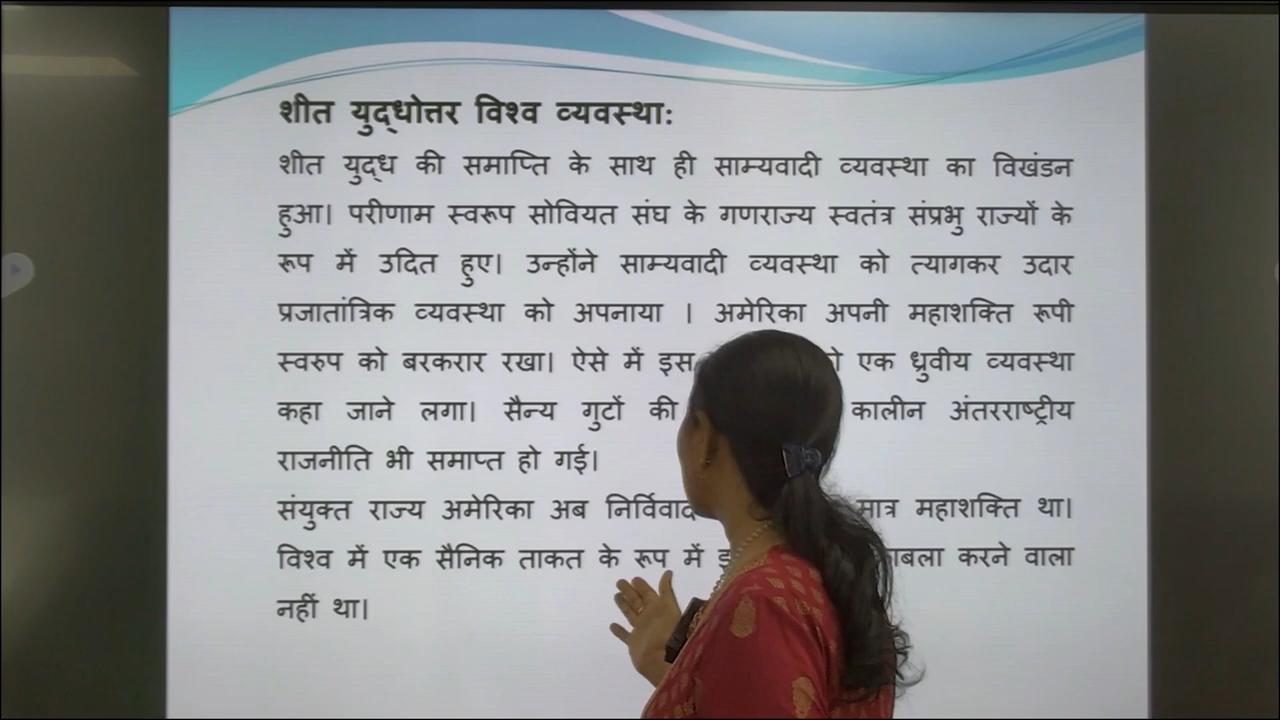 शीत युद्धोत्तर विश्व व्यवस्था:
शीत युद्ध की समाप्ति के साथ ही साम्यवादी व्यवस्था का विखंडन
हुआ। परीणाम स्वरूप सोवियत संघ के गणराज्य स्वतंत्र संप्रभु राज्यों के
रूप में उदित हुए। उन्होंने साम्यवादी व्यवस्था को त्यागकर उदार
प्रजातांत्रिक व्यवस्था को अपनाया । अमेरिका अपनी महाशक्ति रूपी
स्वरुप को बरकरार रखा। ऐसे में इस एक ध्रुवीय व्यवस्था
कहा जाने लगा। सैन्य गुटों की कालीन अंतरराष्ट्रीय
राजनीति भी समाप्त हो गई।
संयुक्त राज्य अमेरिका अब मात्र महाशक्ति था।
विश्व में एक सैनिक ताकत के रूप में करने वाला
नहीं था।